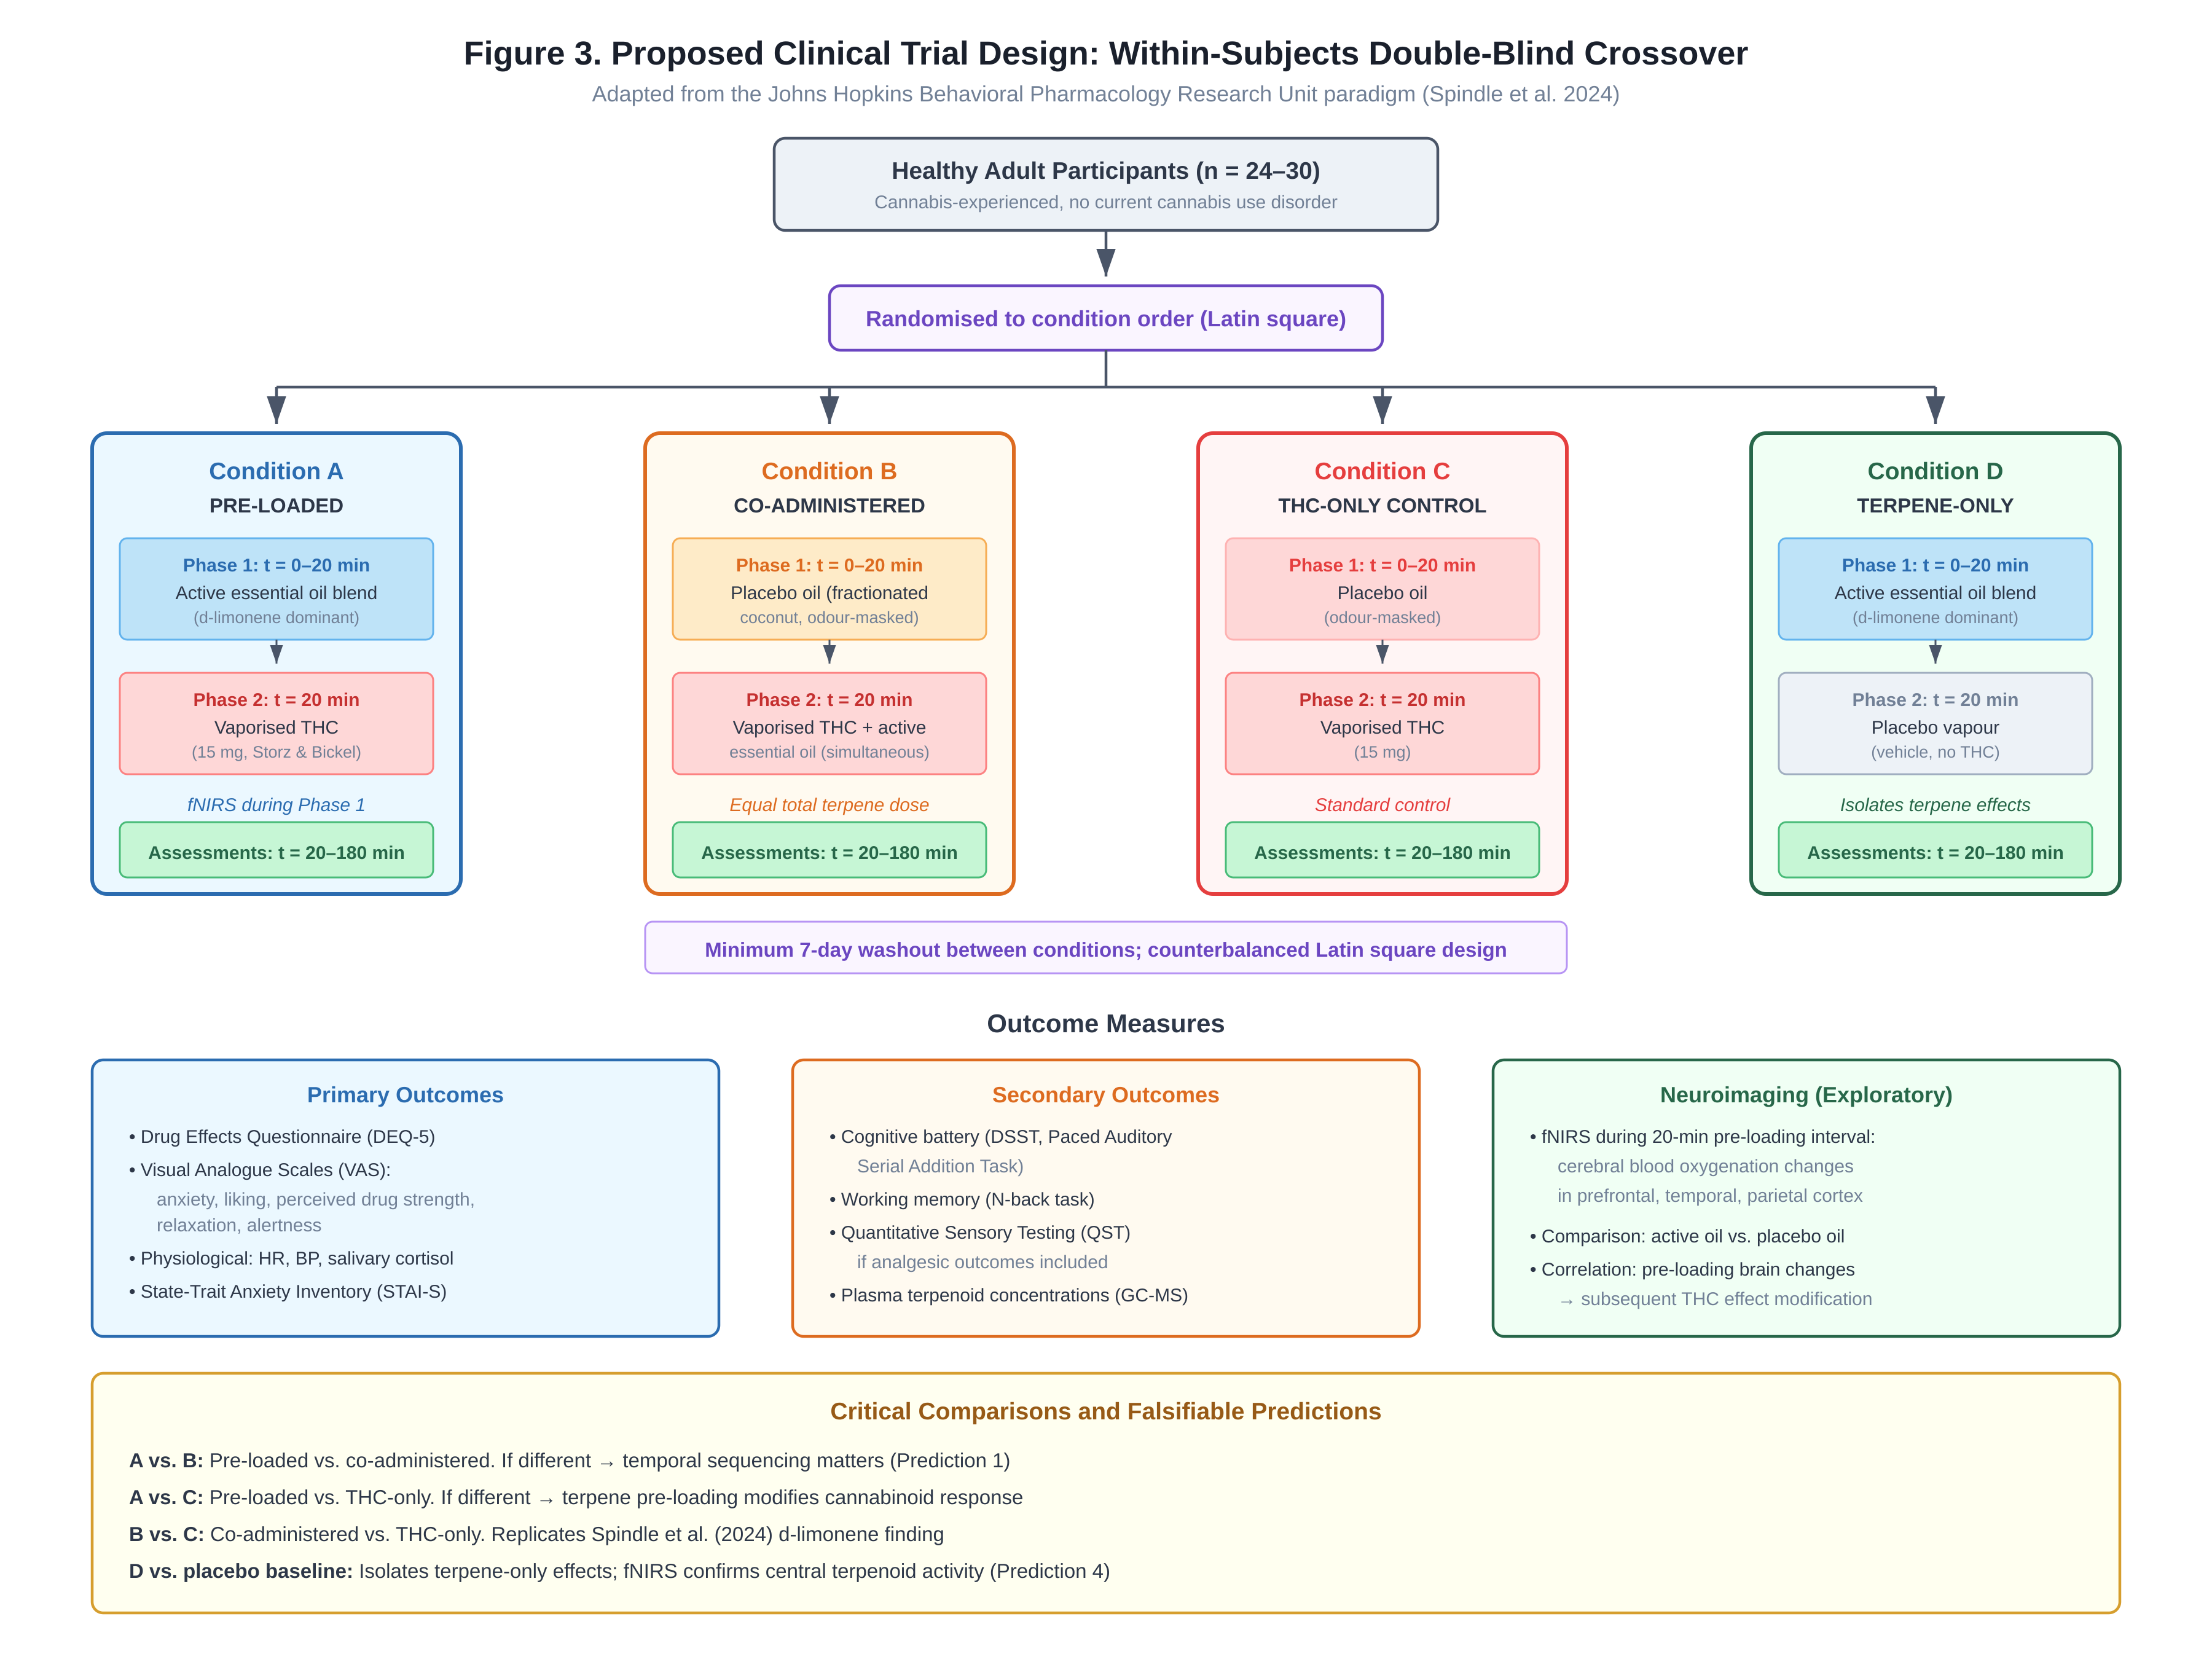 Figure 3. Proposed Clinical Trial Design: Within-Subjects Double-Blind Crossover
Adapted from the Johns Hopkins Behavioral Pharmacology Research Unit paradigm (Spindle et al. 2024)
Healthy Adult Participants (n = 24–30)
Cannabis-experienced, no current cannabis use disorder
Randomised to condition order (Latin square)
Condition A
PRE-LOADED
Phase 1: t = 0–20 min
Active essential oil blend
(d-limonene dominant)
Phase 2: t = 20 min
Vaporised THC
(15 mg, Storz & Bickel)
fNIRS during Phase 1
Assessments: t = 20–180 min
Condition B
CO-ADMINISTERED
Phase 1: t = 0–20 min
Placebo oil (fractionated
coconut, odour-masked)
Phase 2: t = 20 min
Vaporised THC + active
essential oil (simultaneous)
Equal total terpene dose
Assessments: t = 20–180 min
Condition C
THC-ONLY CONTROL
Phase 1: t = 0–20 min
Placebo oil
(odour-masked)
Phase 2: t = 20 min
Vaporised THC
(15 mg)
Standard control
Assessments: t = 20–180 min
Condition D
TERPENE-ONLY
Phase 1: t = 0–20 min
Active essential oil blend
(d-limonene dominant)
Phase 2: t = 20 min
Placebo vapour
(vehicle, no THC)
Isolates terpene effects
Assessments: t = 20–180 min
Minimum 7-day washout between conditions; counterbalanced Latin square design
Outcome Measures
Primary Outcomes
• Drug Effects Questionnaire (DEQ-5)
• Visual Analogue Scales (VAS):
anxiety, liking, perceived drug strength,
relaxation, alertness
• Physiological: HR, BP, salivary cortisol
• State-Trait Anxiety Inventory (STAI-S)
Secondary Outcomes
• Cognitive battery (DSST, Paced Auditory
Serial Addition Task)
• Working memory (N-back task)
• Quantitative Sensory Testing (QST)
if analgesic outcomes included
• Plasma terpenoid concentrations (GC-MS)
Neuroimaging (Exploratory)
• fNIRS during 20-min pre-loading interval:
cerebral blood oxygenation changes
in prefrontal, temporal, parietal cortex
• Comparison: active oil vs. placebo oil
• Correlation: pre-loading brain changes
→ subsequent THC effect modification
Critical Comparisons and Falsifiable Predictions
A vs. B: Pre-loaded vs. co-administered. If different → temporal sequencing matters (Prediction 1)
A vs. C: Pre-loaded vs. THC-only. If different → terpene pre-loading modifies cannabinoid response
B vs. C: Co-administered vs. THC-only. Replicates Spindle et al. (2024) d-limonene finding
D vs. placebo baseline: Isolates terpene-only effects; fNIRS confirms central terpenoid activity (Prediction 4)